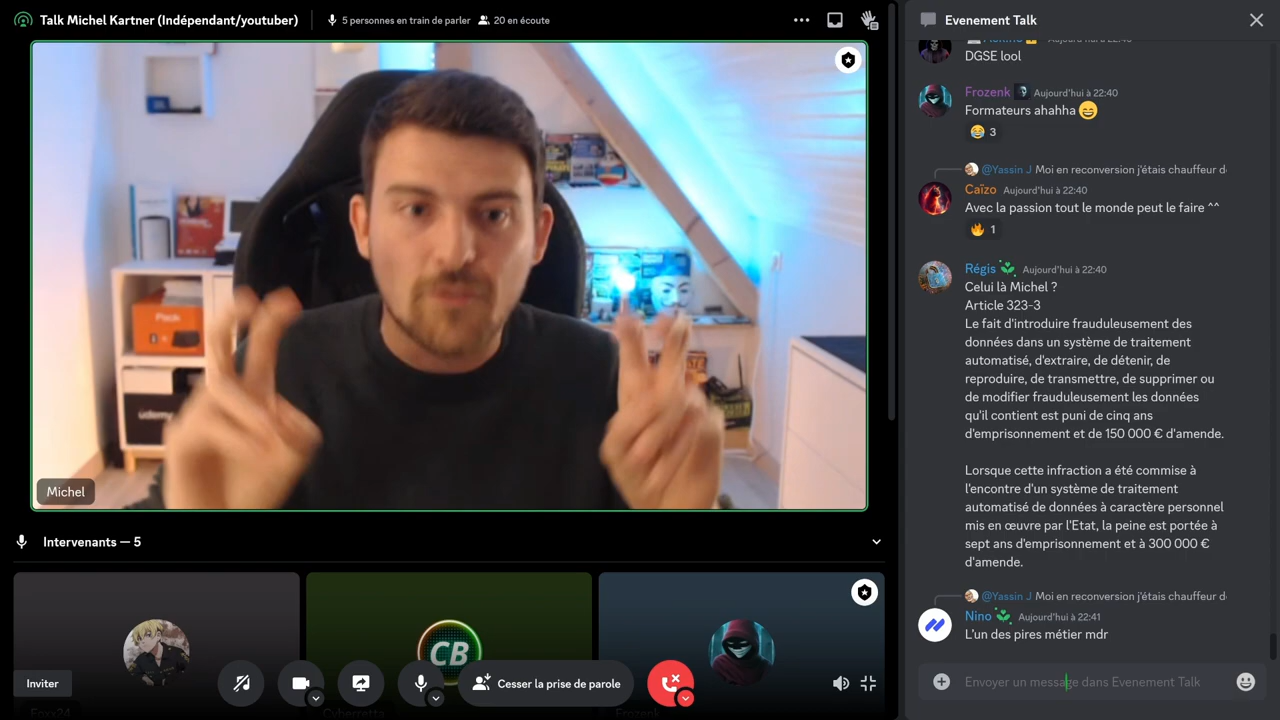 Talk Michel Kartner (Indépendant/youtuber)
5 personnes en train de parler
20 en écoute
Evenement Talk
DGSE lool
Frozenk Aujourd'hui à 22:40
Formateurs ahahha
3
@Yassin J Moi en reconversion j'étais chauffeur d
Caïzo Aujourd'hui à 22:40
Avec la passion tout le monde peut le faire ^^
1
Régis Aujourd'hui à 22:40
Celui là Michel ?
Article 323-3
Le fait d'introduire frauduleusement des
données dans un système de traitement
automatisé, d'extraire, de détenir, de
reproduire, de transmettre, de supprimer ou
de modifier frauduleusement les données
qu'il contient est puni de cinq ans
d'emprisonnement et de 150 000 € d'amende.
Lorsque cette infraction a été commise à
l'encontre d'un système de traitement
automatisé de données à caractère personnel
mis en œuvre par l'Etat, la peine est portée à
sept ans d'emprisonnement et à 300 000 €
d'amende.
@Yassin J Moi en reconversion j'étais chauffeur d
Nino Aujourd'hui à 22:41
L'un des pires métier mdr
Envoyer un message dans Evenement Talk
Pack
udemy
Michel
Intervenants — 5
CB
Inviter
Cesser la prise de parole
Frozenk